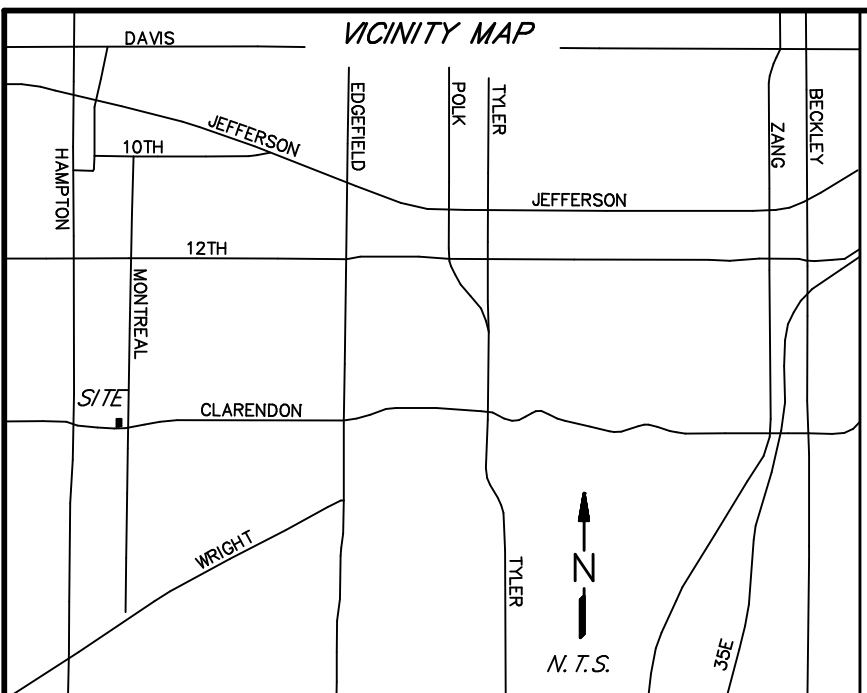 VICINITY MAP
DAVIS
EDGEFIELD
POLK
TYLER
BECKLEY
ZANG
JEFFERSON
10TH
HAMPTON
JEFFERSON
12TH
MONTREAL
SITE
CLARENDON
WRIGHT
TYLER
N
35E
N.T.S.